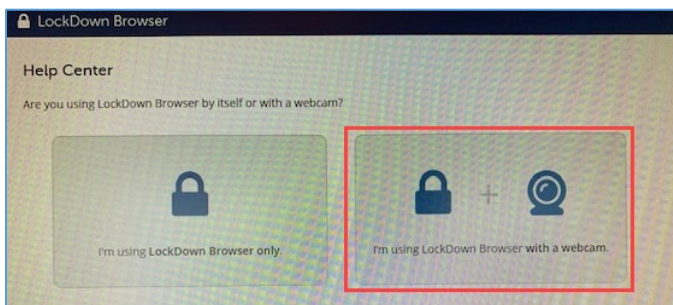 LockDown Browser
Help Center
Are you using LockDown Browser by itself or with a webcam?
I'm using LockDown Browser only.
I'm using LockDown Browser with a webcam.